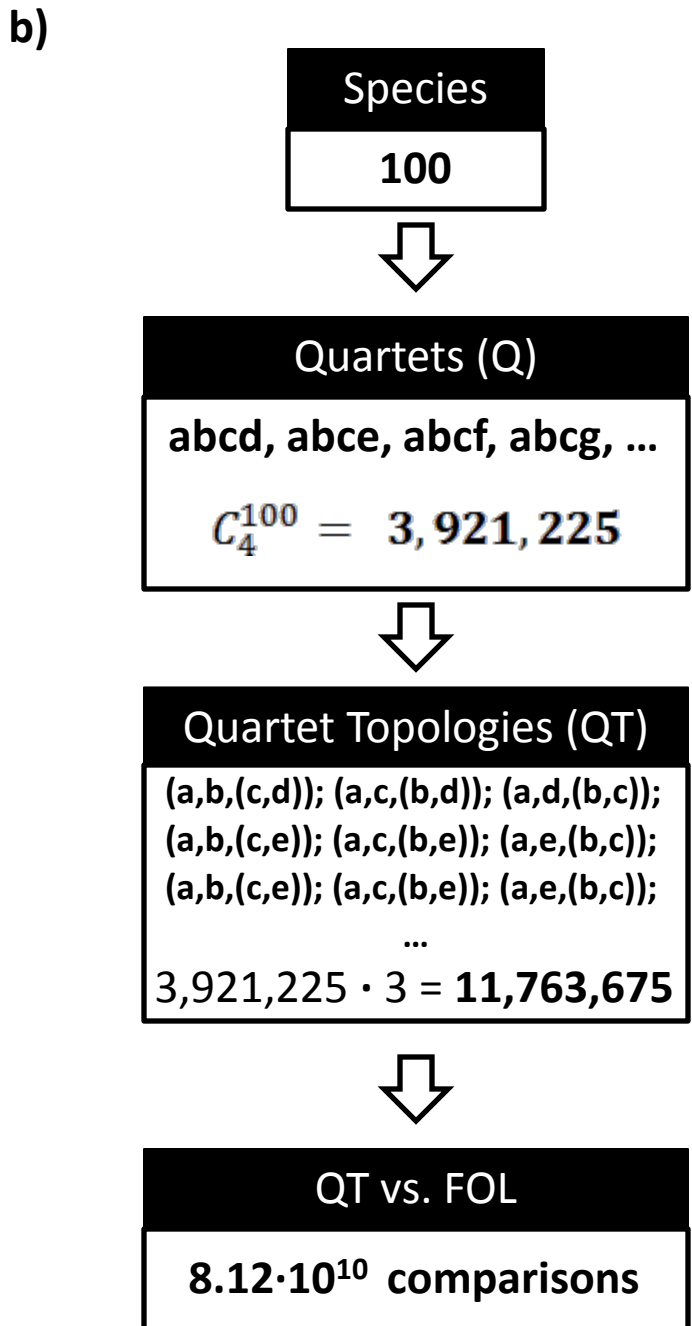 b)
Species
100
Quartets (Q)
abcd, abce, abcf, abcg, …
C₄¹⁰⁰ = 3,921,225
Quartet Topologies (QT)
(a,b,(c,d)); (a,c,(b,d)); (a,d,(b,c));
(a,b,(c,e)); (a,c,(b,e)); (a,e,(b,c));
(a,b,(c,e)); (a,c,(b,e)); (a,e,(b,c));
…
3,921,225 · 3 = 11,763,675
QT vs. FOL
8.12·10¹⁰ comparisons